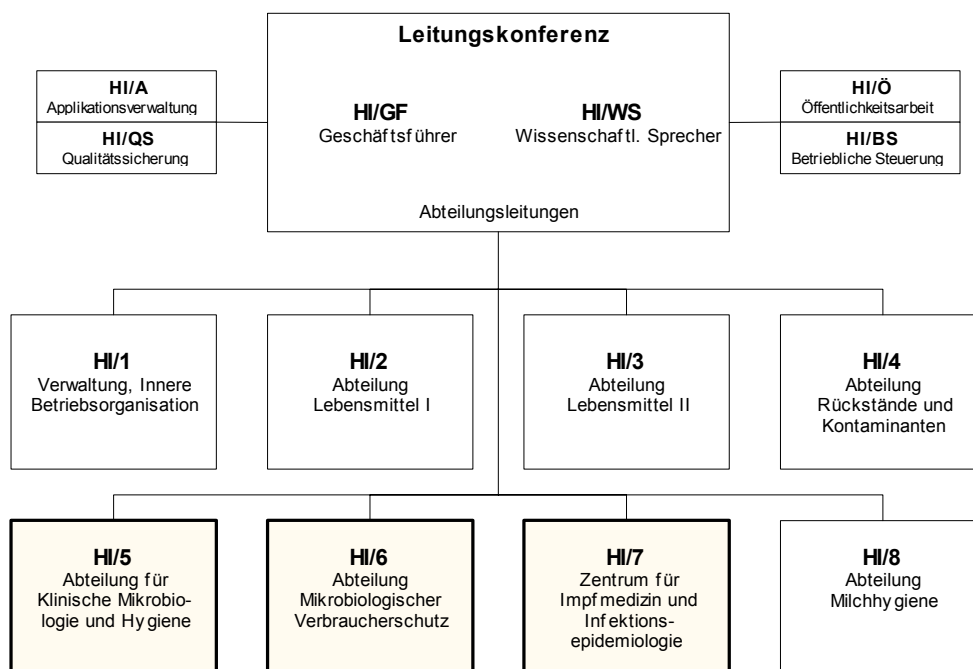 Leitungskonferenz
HI/A
Applikationsverwaltung
HI/QS
Qualitätssicherung
HI/GF
Geschäftsführer
HI/WS
Wissenschaftl. Sprecher
HI/Ö
Öffentlichkeitsarbeit
HI/BS
Betriebliche Steuerung
Abteilungsleitungen
HI/1
Verwaltung, Innere
Betriebsorganisation
HI/2
Abteilung
Lebensmittel I
HI/3
Abteilung
Lebensmittel II
HI/4
Abteilung
Rückstände und
Kontaminanten
HI/5
Abteilung für
Klinische Mikrobio-
logie und Hygiene
HI/6
Abteilung
Mikrobiologischer
Verbraucherschutz
HI/7
Zentrum für
Impfmedizin und
Infektions-
epidemiologie
HI/8
Abteilung
Milchhygiene